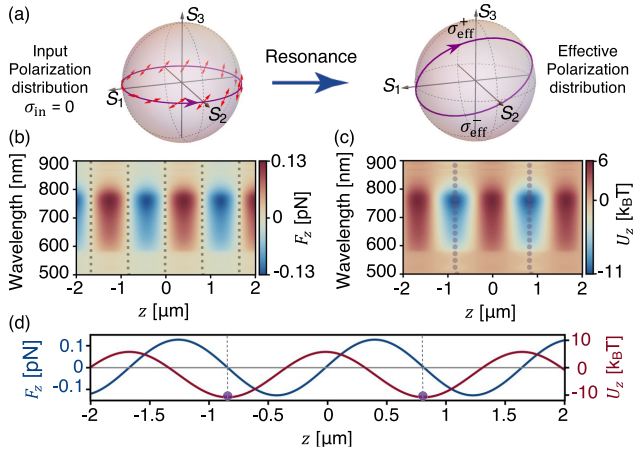 (a)
Input
Polarization
distribution
σin = 0
S3
S1
S2
Resonance
S3
σ+eff
S1
S2
σ−eff
Effective
Polarization
distribution
(b)
Wavelength [nm]
900
800
700
600
500
−2 −1 0 1 2
z [µm]
0.13
0
-0.13
Fz [pN]
(c)
Wavelength [nm]
900
800
700
600
500
−2 −1 0 1 2
z [µm]
6
0
-11
Uz [kBT]
(d)
Fz [pN]
0.1
0
-0.1
-2 -1.5 -1 -0.5 0 0.5 1 1.5 2
z [µm]
10
0
-10
Uz [kBT]